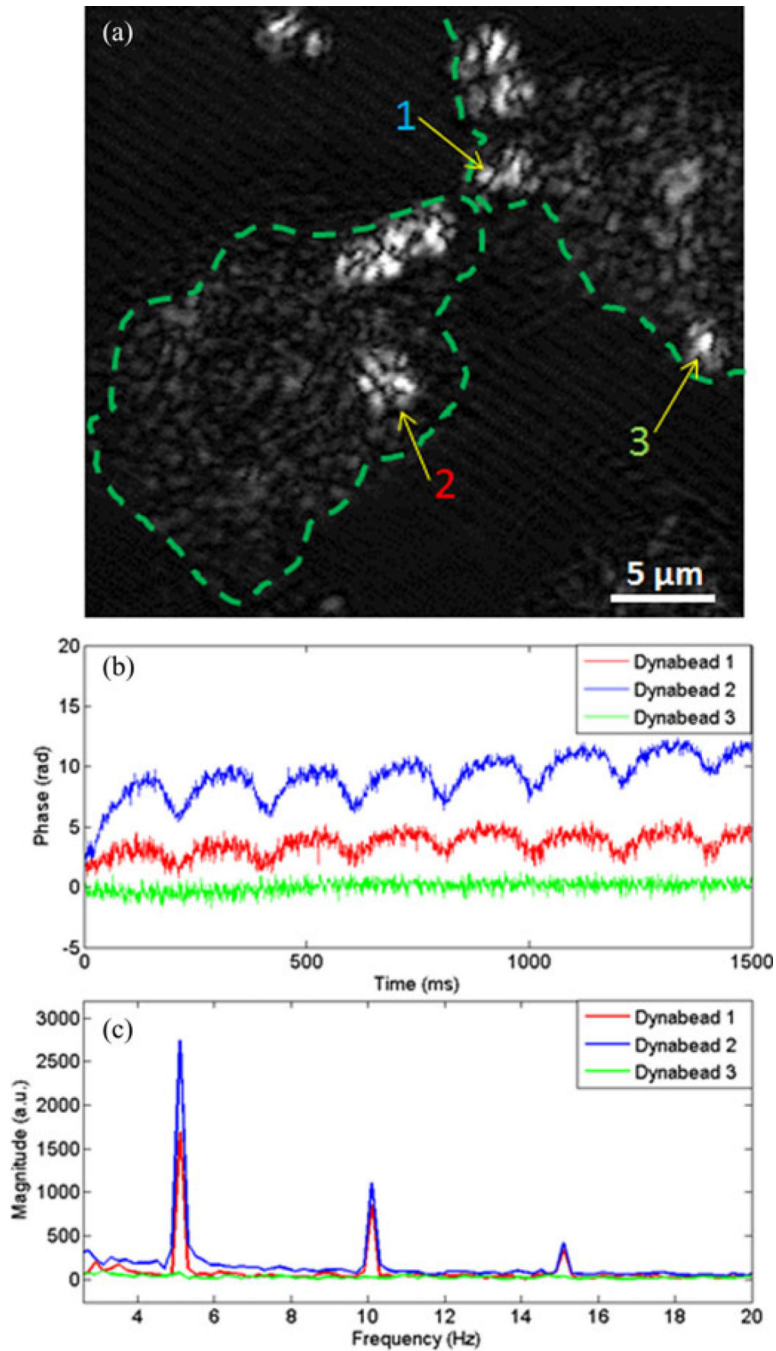 (a)
1
2
3
5 µm
(b)
Dynabead 1
Dynabead 2
Dynabead 3
Phase (rad)
20
15
10
5
0
-5
0 500 1000 1500
Time (ms)
(c)
Dynabead 1
Dynabead 2
Dynabead 3
Magnitude (a.u.)
3000
2500
2000
1500
1000
500
0
4 6 8 10 12 14 16 18 20
Frequency (Hz)